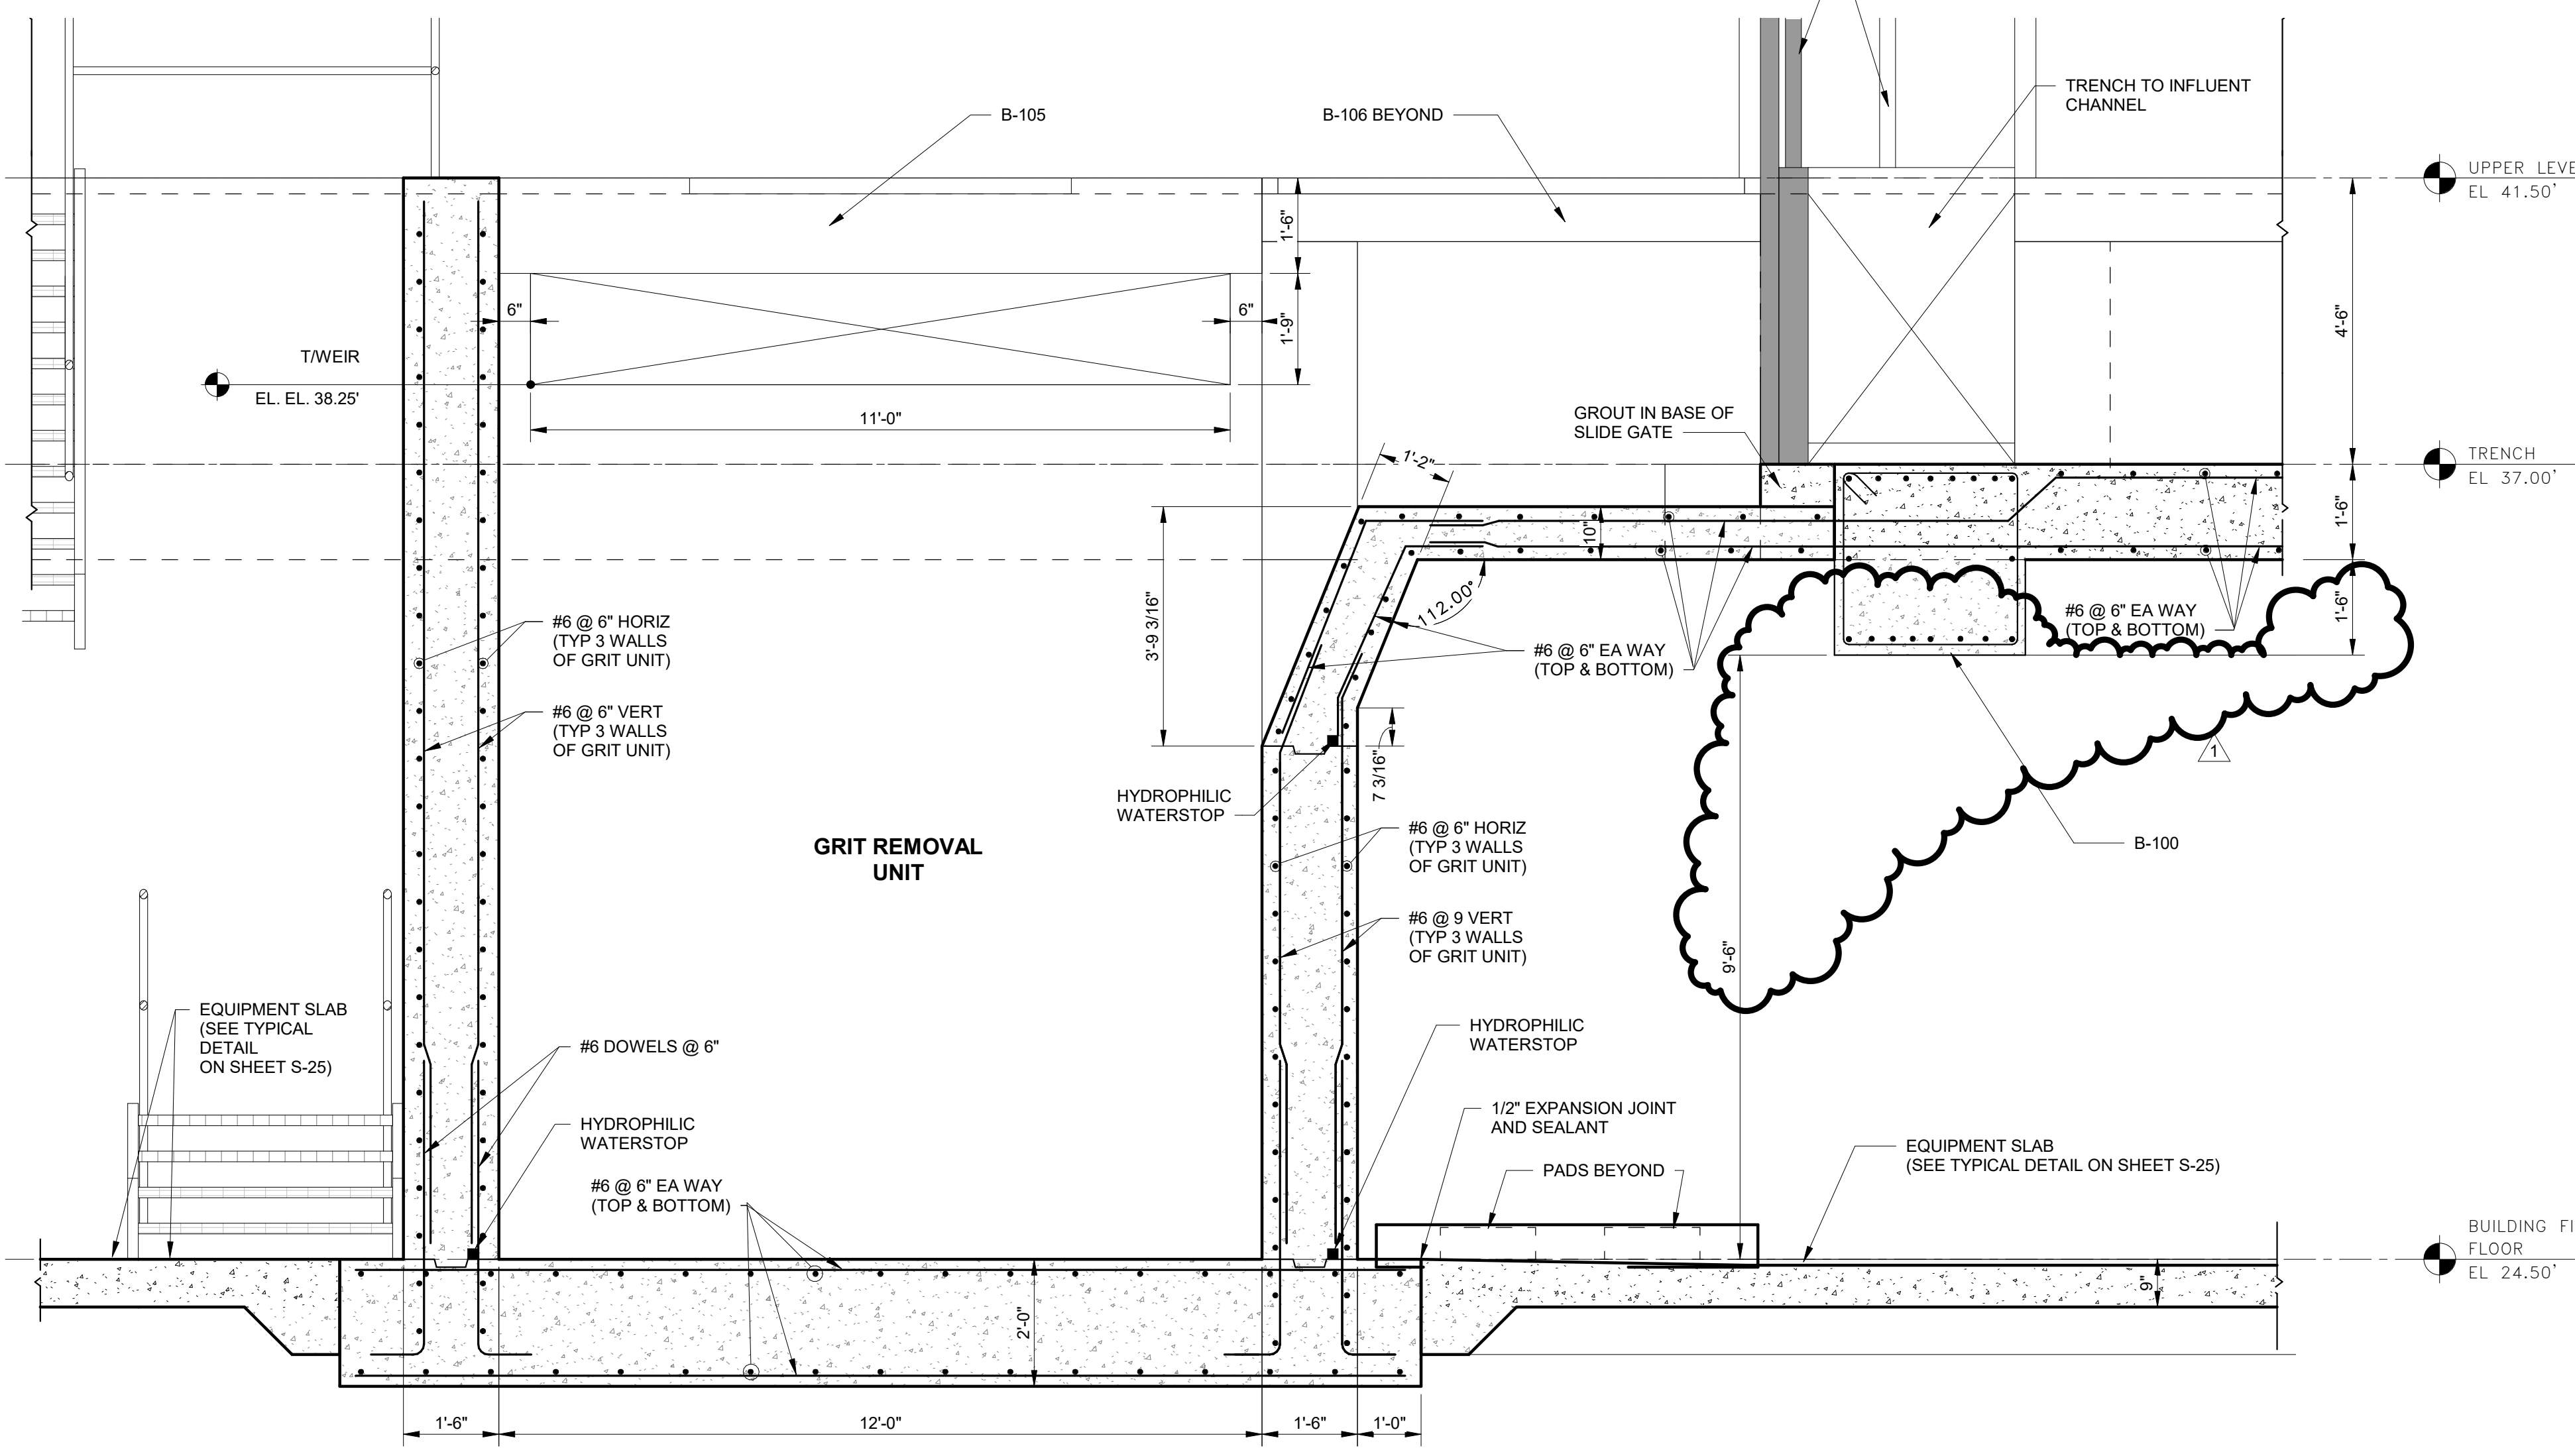 TRENCH TO INFLUENT
CHANNEL
B-105
B-106 BEYOND
UPPER LEVE
EL 41.50'
1'-6"
6"
6"
1'-9"
4'-6"
T/WEIR
EL. EL. 38.25'
11'-0"
GROUT IN BASE OF
SLIDE GATE
1'-2"
TRENCH
EL 37.00'
10"
1'-6"
3'-9 3/16"
112.00°
#6 @ 6" HORIZ
(TYP 3 WALLS
OF GRIT UNIT)
#6 @ 6" EA WAY
(TOP & BOTTOM)
#6 @ 6" EA WAY
(TOP & BOTTOM)
1'-6"
#6 @ 6" VERT
(TYP 3 WALLS
OF GRIT UNIT)
1
7 3/16"
HYDROPHILIC
WATERSTOP
GRIT REMOVAL
UNIT
#6 @ 6" HORIZ
(TYP 3 WALLS
OF GRIT UNIT)
B-100
#6 @ 9 VERT
(TYP 3 WALLS
OF GRIT UNIT)
9'-6"
EQUIPMENT SLAB
(SEE TYPICAL
DETAIL
ON SHEET S-25)
#6 DOWELS @ 6"
HYDROPHILIC
WATERSTOP
HYDROPHILIC
WATERSTOP
1/2" EXPANSION JOINT
AND SEALANT
EQUIPMENT SLAB
(SEE TYPICAL DETAIL ON SHEET S-25)
#6 @ 6" EA WAY
(TOP & BOTTOM)
PADS BEYOND
BUILDING FI
FLOOR
EL 24.50'
9"
2'-0"
1'-6"
12'-0"
1'-6"
1'-0"